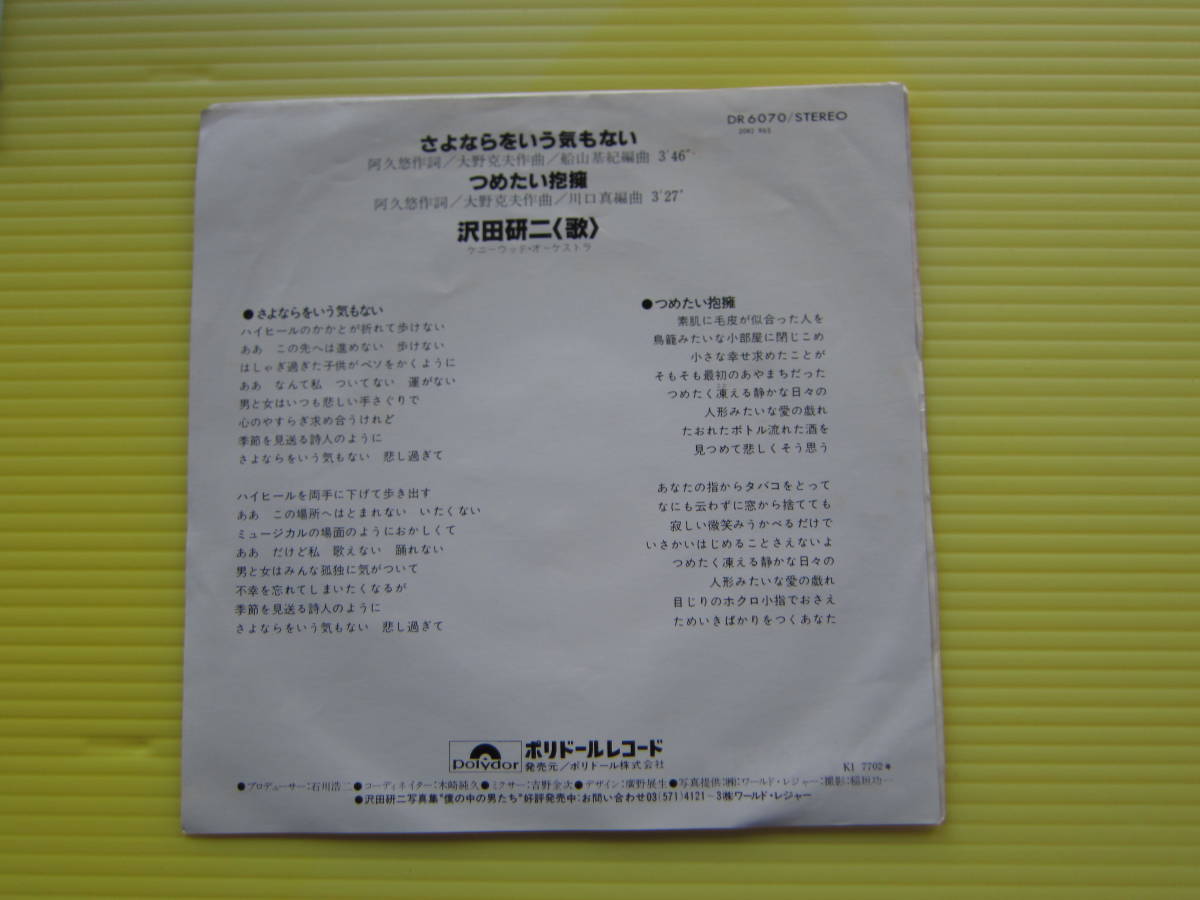 DR6070/STEREO
さよならをいう気もない
阿久悠作詞/大野克夫作曲/船山基紀編曲 3'46"
つめたい抱擁
阿久悠作詞/大野克夫作曲/川口真編曲 3'27"
沢田研二〈歌〉
ケニーウッド・オーケストラ
●さよならをいう気もない
ハイヒールのかかとが折れて歩けない
ああ この先へは進めない 歩けない
はしゃぎ過ぎた子供がベソをかくように
ああ なんて私 ついてない 運がない
男と女はいつも悲しい手さぐりで
心のやすらぎ求め合うけれど
季節を見送る詩人のように
さよならをいう気もない 悲し過ぎて
ハイヒールを両手に下げて歩き出す
ああ この場所へはとまれない いたくない
ミュージカルの場面のようにおかしくて
ああ だけど私 歌えない 踊れない
男と女はみんな孤独に気がついて
不幸を忘れてしまいたくなるが
季節を見送る詩人のように
さよならをいう気もない 悲し過ぎて
●つめたい抱擁
素肌に毛皮が似合った人を
鳥籠みたいな小部屋に閉じこめ
小さな幸せ求めたことが
そもそも最初のあやまちだった
つめたく凍える静かな日々の
人形みたいな愛の戯れ
たおれたボトル流れた酒を
見つめて悲しくそう思う
あなたの指からタバコをとって
なにも云わずに窓から捨てても
寂しい微笑みうかべるだけで
いさかいはじめることさえないよ
つめたく凍える静かな日々の
人形みたいな愛の戯れ
目じりのホクロ小指でおさえ
ためいきばかりをつくあなた
Polydor
ポリドールレコード
発売元/ポリドール株式会社
K1 7702*
●プロデューサー:石川浩二●コーディネイター:木崎純久●ミクサー:吉野金次●デザイン:廣野展生●写真提供:㈱ワールド・レジャー:撮影:稲垣功一
●沢田研二写真集"僕の中の男たち"好評発売中:お問い合わせ03(571)4121~3㈱ワールド・レジャー